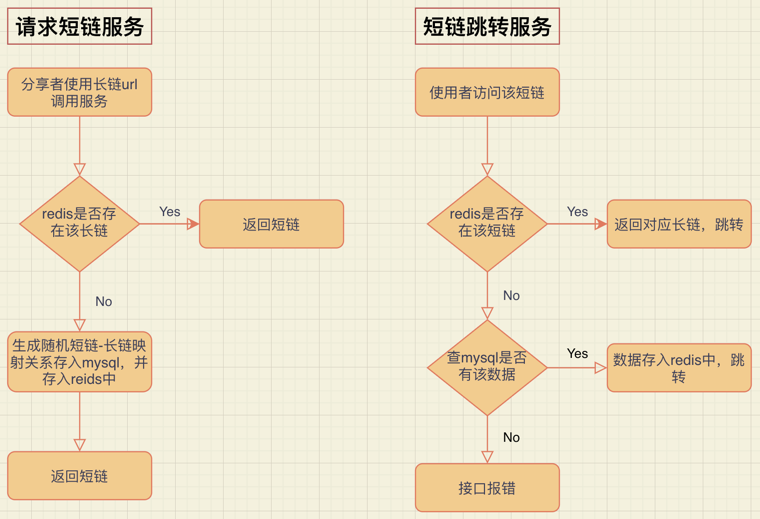 请求短链服务
分享者使用长链url
调用服务
redis是否存
在该长链
Yes
返回短链
No
生成随机短链-长链映
射关系存入mysql，并
存入reids中
返回短链
短链跳转服务
使用者访问该短链
redis是否存
在该短链
Yes
返回对应长链，跳转
No
查mysql是否
有该数据
Yes
数据存入redis中，跳
转
No
接口报错